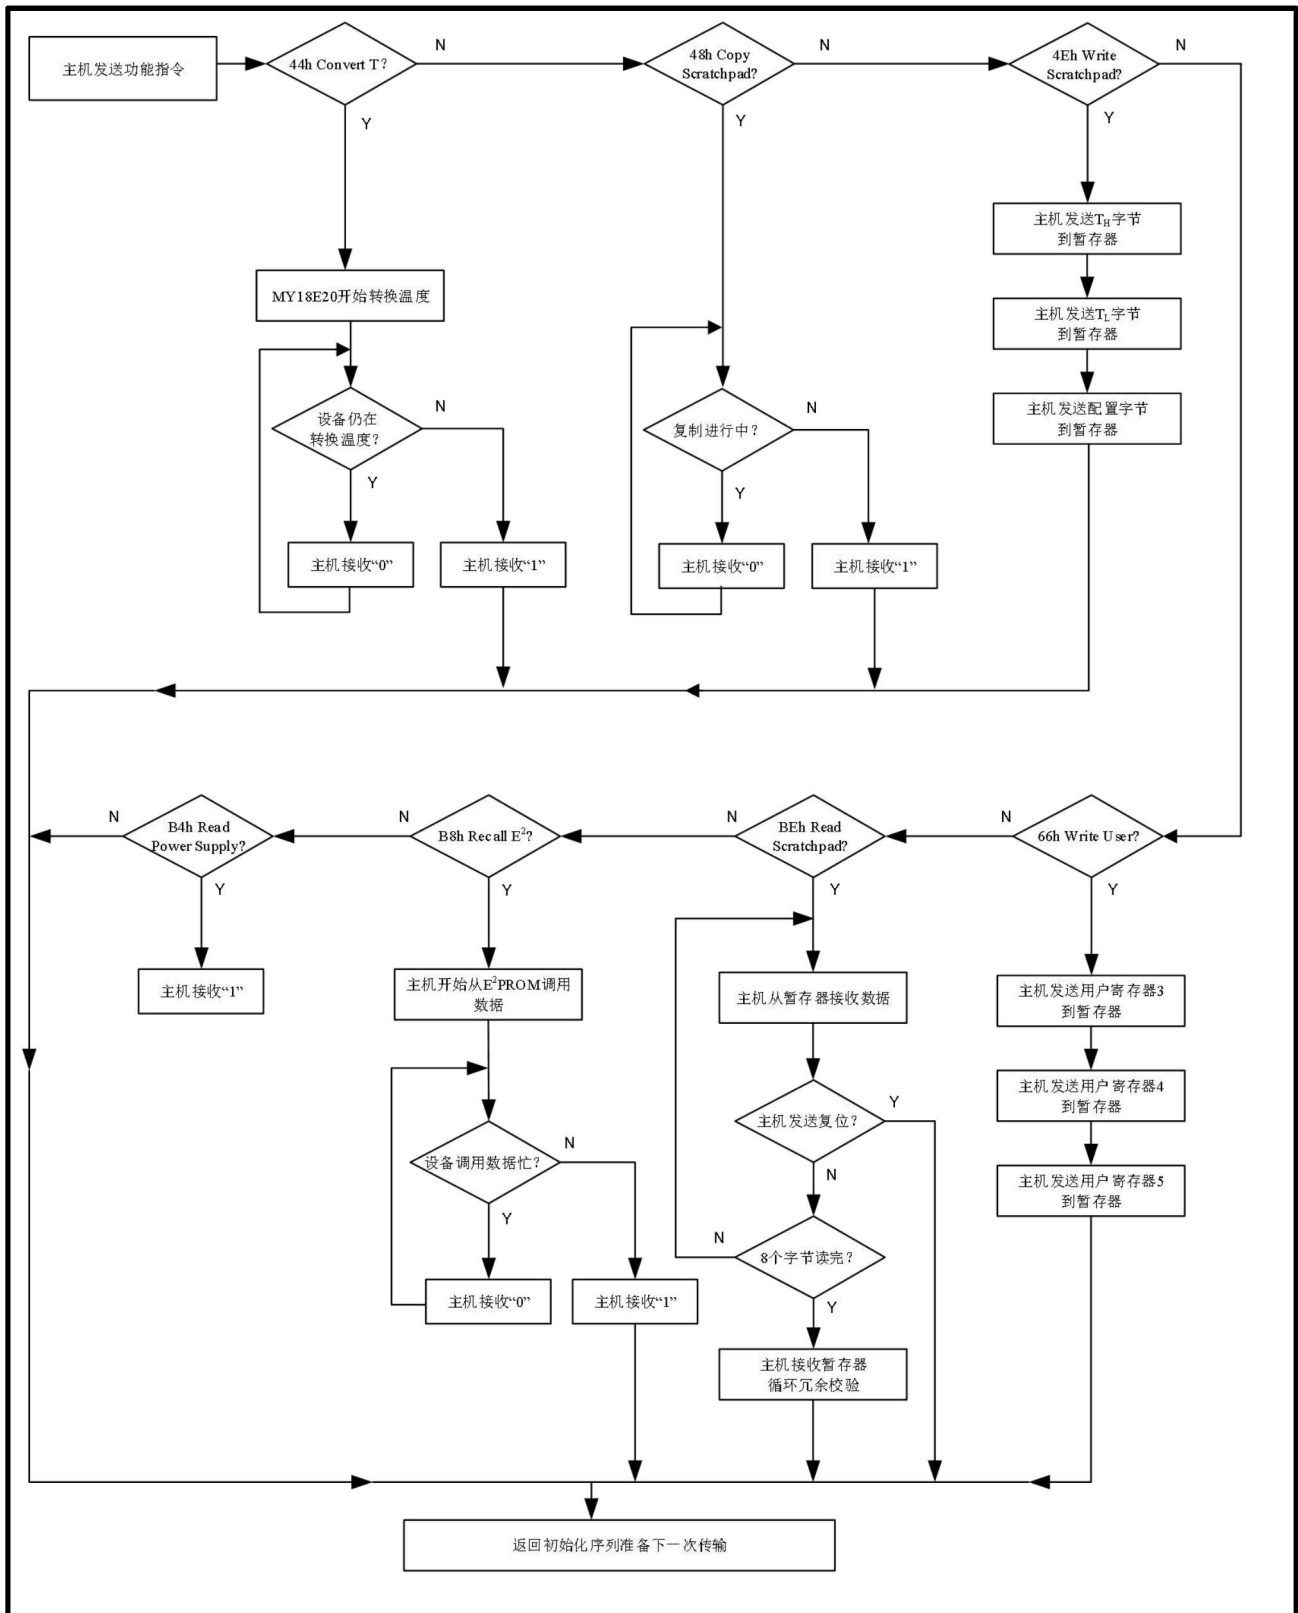 主机发送功能指令
44h Convert T?
N
48h Copy
Scratchpad?
N
4Eh Write
Scratchpad?
N
Y
Y
Y
主机发送TH字节
到暂存器
MY18E20开始转换温度
主机发送TL字节
到暂存器
设备仍在
转换温度?
N
复制进行中?
N
主机发送配置字节
到暂存器
Y
Y
主机接收“0”
主机接收“1”
主机接收“0”
主机接收“1”
N
B4h Read
Power Supply?
N
B8h Recall E²?
N
BEh Read
Scratchpad?
N
66h Write User?
Y
Y
Y
Y
主机接收“1”
主机开始从E²PROM调用
数据
主机从暂存器接收数据
主机发送用户寄存器3
到暂存器
主机发送复位?
Y
主机发送用户寄存器4
到暂存器
设备调用数据忙?
N
N
主机发送用户寄存器5
到暂存器
Y
N
8个字节读完?
主机接收“0”
主机接收“1”
Y
主机接收暂存器
循环冗余校验
返回初始化序列准备下一次传输